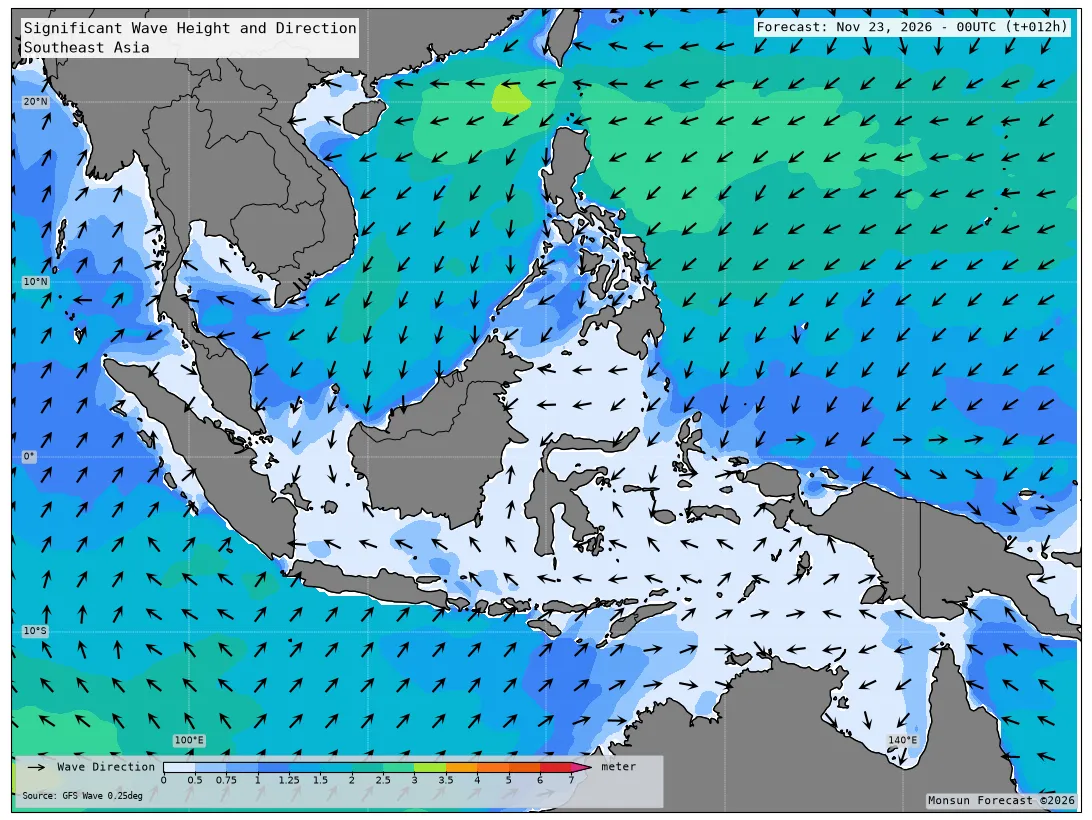 Significant Wave Height and Direction
Southeast Asia
Forecast: Nov 23, 2026 - 00UTC (t+012h)
20°N
10°N
0°
10°S
100°E
140°E
Wave Direction
meter
0 0.5 0.75 1 1.25 1.5 2 2.5 3 3.5 4 5 6 7
Source: GFS Wave 0.25deg
Monsun Forecast ©2026